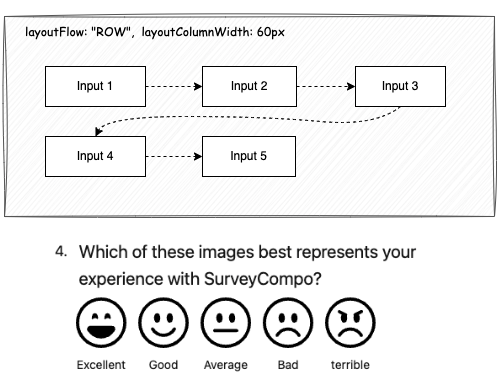 layoutFlow: "ROW", layoutColumnWidth: 60px
Input 1 Input 2 Input 3
Input 4 Input 5
4. Which of these images best represents your
experience with SurveyCompo?
Excellent Good Average Bad terrible